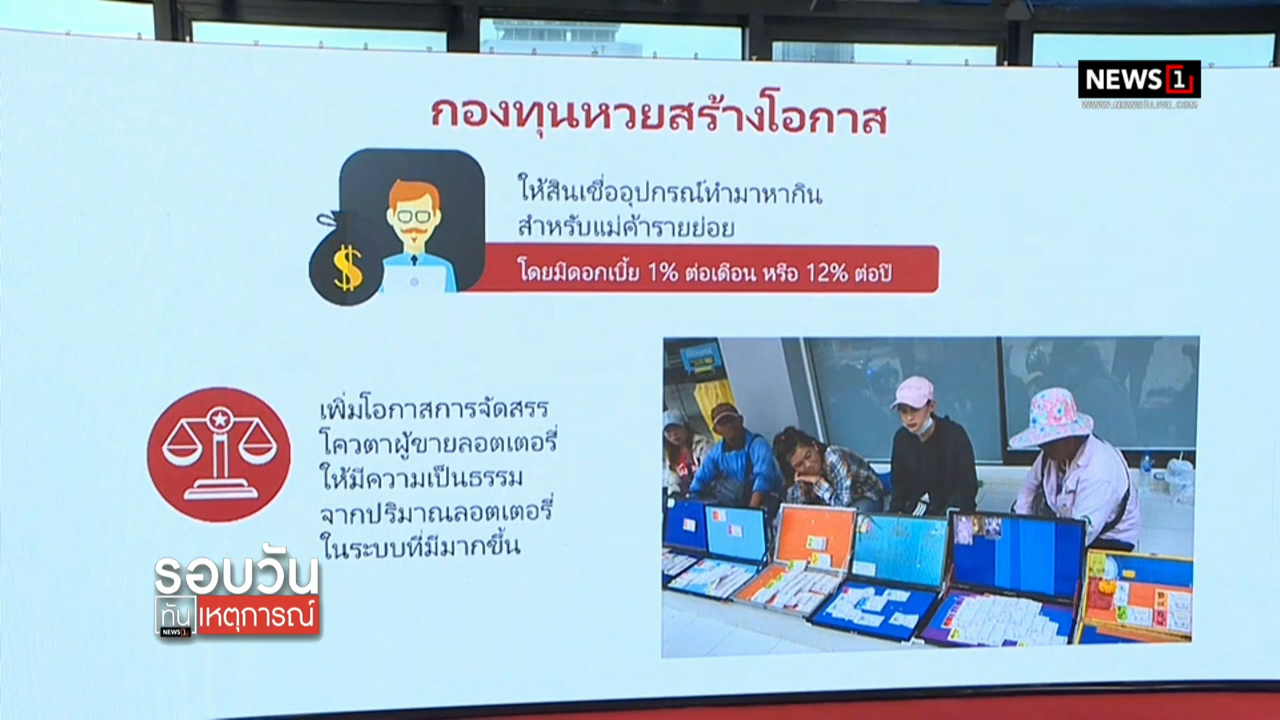 NEWS 1
www.news1live.com
กองทุนหวยสร้างโอกาส
ให้สินเชื่ออุปกรณ์ทำมาหากิน
สำหรับแม่ค้ารายย่อย
$
โดยมีดอกเบี้ย 1% ต่อเดือน หรือ 12% ต่อปี
เพิ่มโอกาสการจัดสรร
โควตาผู้ขายลอตเตอรี่
ให้มีความเป็นธรรม
จากปริมาณลอตเตอรี่
ในระบบที่มีมากขึ้น
รอบวัน
ทัน เหตุการณ์
NEWS 1